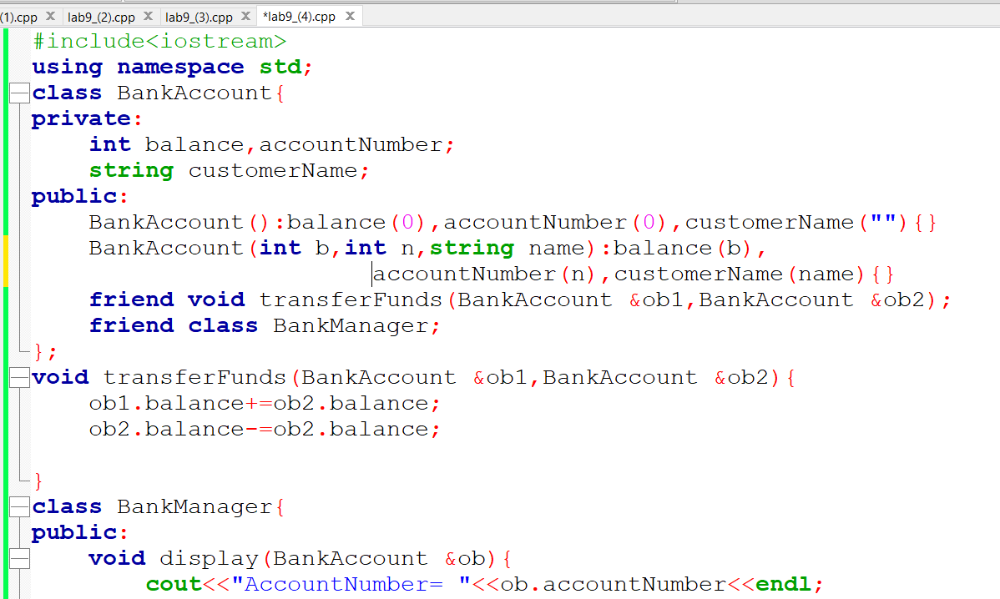 (1).cpp X lab9_(2).cpp X lab9_(3).cpp X *lab9_(4).cpp X
#include<iostream>
using namespace std;
class BankAccount{
private:
    int balance,accountNumber;
    string customerName;
public:
    BankAccount():balance(0),accountNumber(0),customerName(""){}
    BankAccount(int b,int n,string name):balance(b),
                        accountNumber(n),customerName(name){}
    friend void transferFunds(BankAccount &ob1,BankAccount &ob2);
    friend class BankManager;
};
void transferFunds(BankAccount &ob1,BankAccount &ob2){
    ob1.balance+=ob2.balance;
    ob2.balance-=ob2.balance;
}
class BankManager{
public:
    void display(BankAccount &ob){
        cout<<"AccountNumber= "<<ob.accountNumber<<endl;